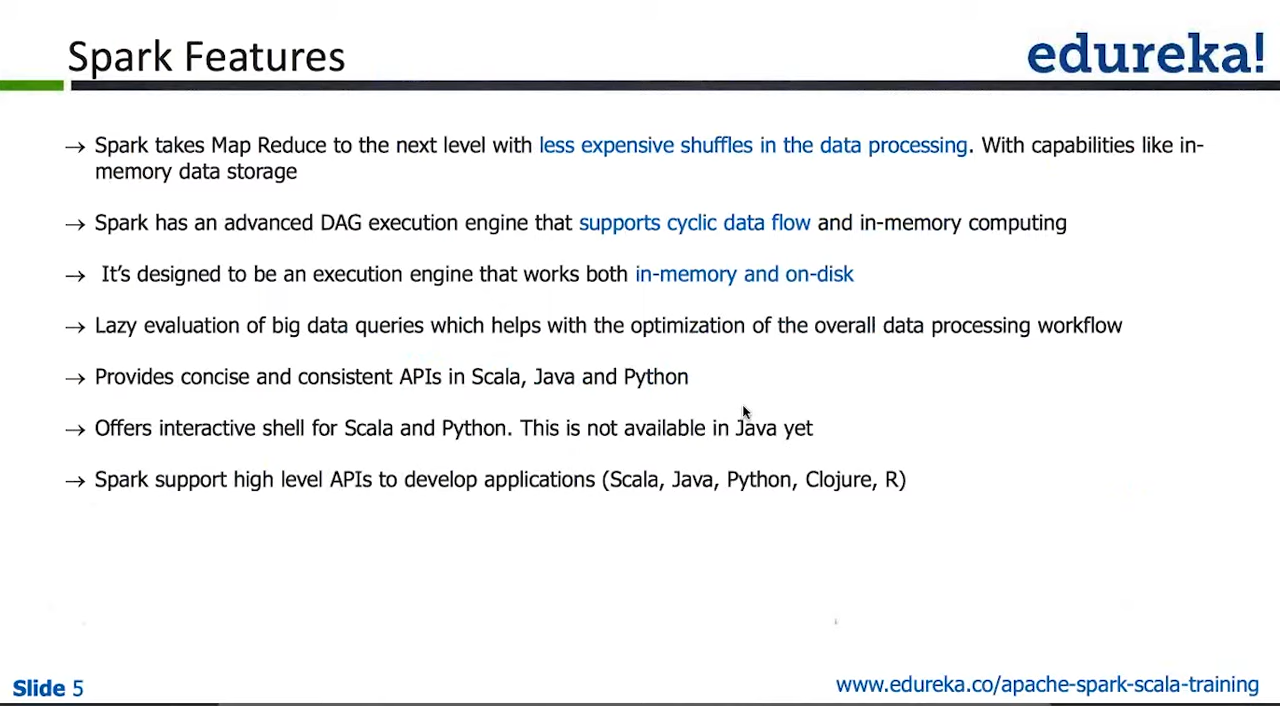 Spark Features
edureka!
→ Spark takes Map Reduce to the next level with less expensive shuffles in the data processing. With capabilities like in-
memory data storage
→ Spark has an advanced DAG execution engine that supports cyclic data flow and in-memory computing
→ It’s designed to be an execution engine that works both in-memory and on-disk
→ Lazy evaluation of big data queries which helps with the optimization of the overall data processing workflow
→ Provides concise and consistent APIs in Scala, Java and Python
→ Offers interactive shell for Scala and Python. This is not available in Java yet
→ Spark support high level APIs to develop applications (Scala, Java, Python, Clojure, R)
Slide 5
www.edureka.co/apache-spark-scala-training